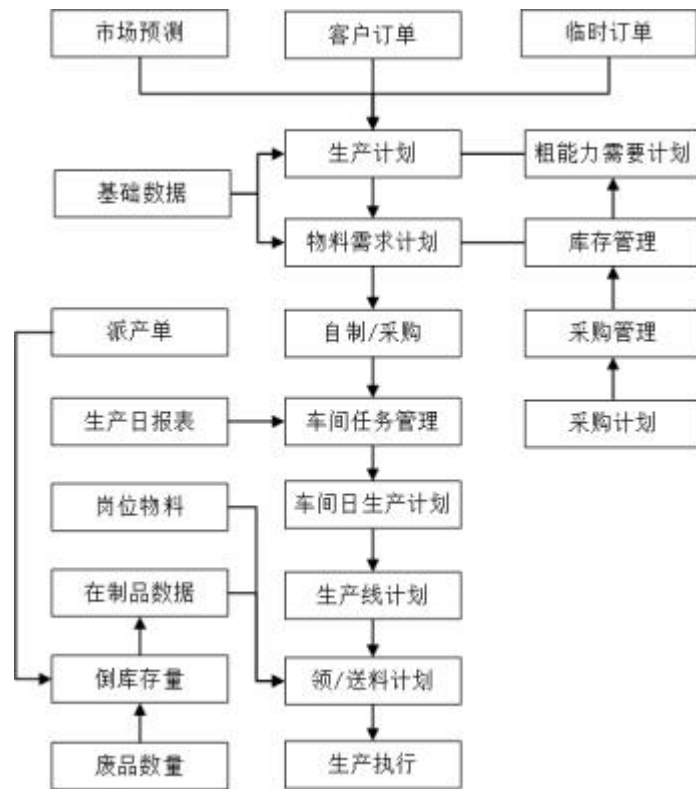 市场预测
客户订单
临时订单
生产计划
粗能力需要计划
基础数据
物料需求计划
库存管理
派产单
自制/采购
采购管理
生产日报表
车间任务管理
采购计划
岗位物料
车间日生产计划
在制品数据
生产线计划
倒库存量
领/送料计划
废品数量
生产执行